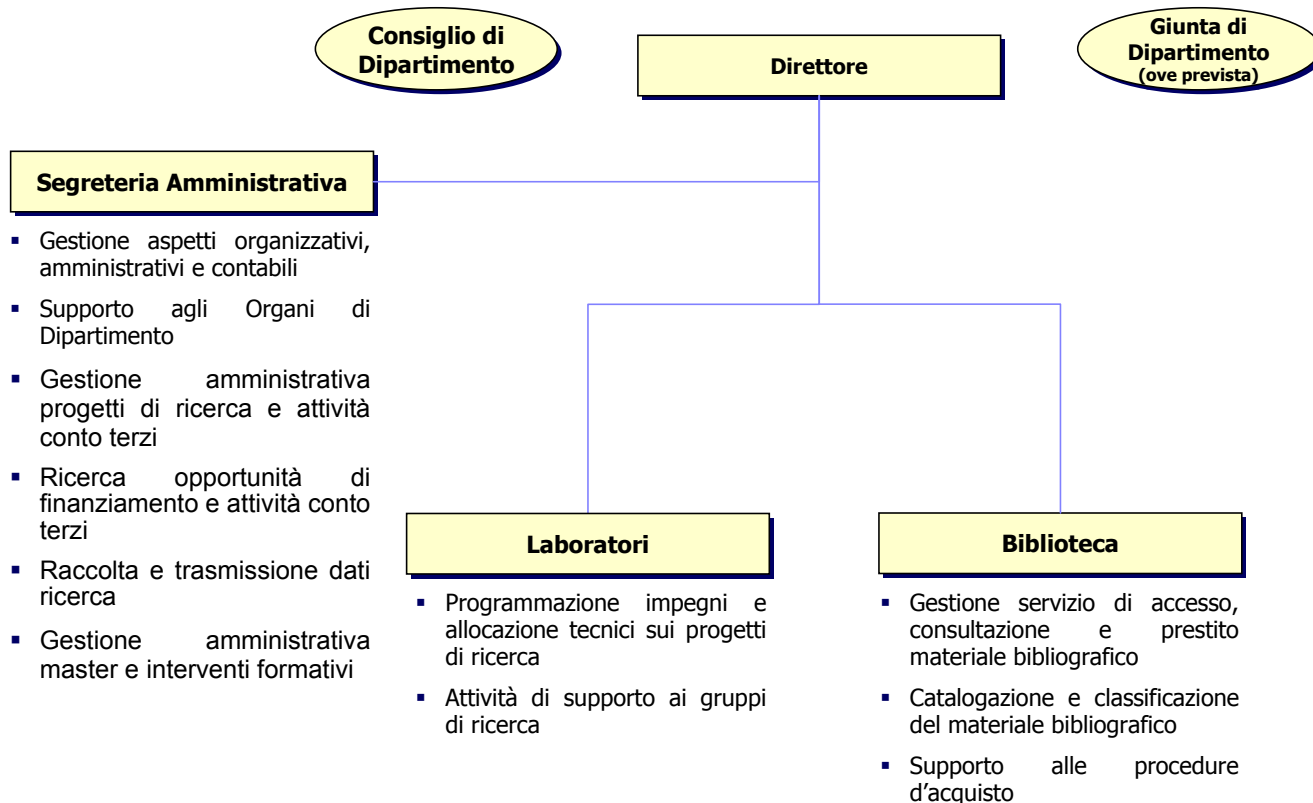 Consiglio di
Dipartimento
Direttore
Giunta di
Dipartimento
(ove prevista)
Segreteria Amministrativa
▪ Gestione aspetti organizzativi,
amministrativi e contabili
▪ Supporto agli Organi di
Dipartimento
▪ Gestione amministrativa
progetti di ricerca e attività
conto terzi
▪ Ricerca opportunità di
finanziamento e attività conto
terzi
▪ Raccolta e trasmissione dati
ricerca
▪ Gestione amministrativa
master e interventi formativi
Laboratori
▪ Programmazione impegni e
allocazione tecnici sui progetti
di ricerca
▪ Attività di supporto ai gruppi
di ricerca
Biblioteca
▪ Gestione servizio di accesso,
consultazione e prestito
materiale bibliografico
▪ Catalogazione e classificazione
del materiale bibliografico
▪ Supporto alle procedure
d'acquisto